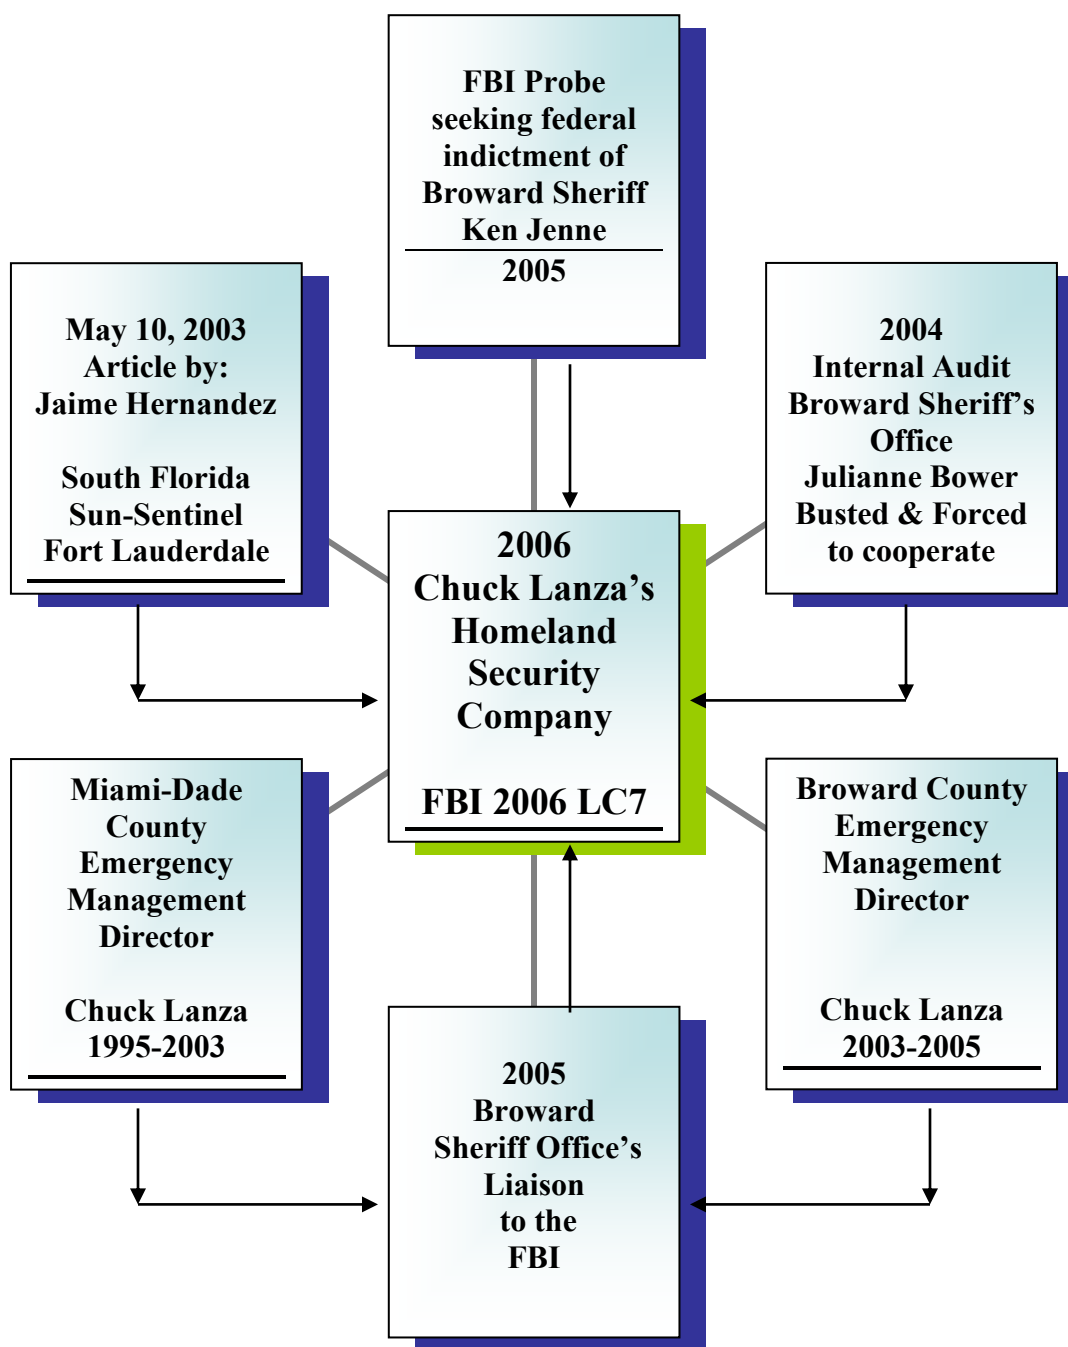 FBI Probe
seeking federal
indictment of
Broward Sheriff
Ken Jenne
2005
May 10, 2003
Article by:
Jaime Hernandez
South Florida
Sun-Sentinel
Fort Lauderdale
2004
Internal Audit
Broward Sheriff's
Office
Julianne Bower
Busted & Forced
to cooperate
2006
Chuck Lanza's
Homeland
Security
Company
FBI 2006 LC7
Miami-Dade
County
Emergency
Management
Director
Chuck Lanza
1995-2003
Broward County
Emergency
Management
Director
Chuck Lanza
2003-2005
2005
Broward
Sheriff Office's
Liaison
to the
FBI